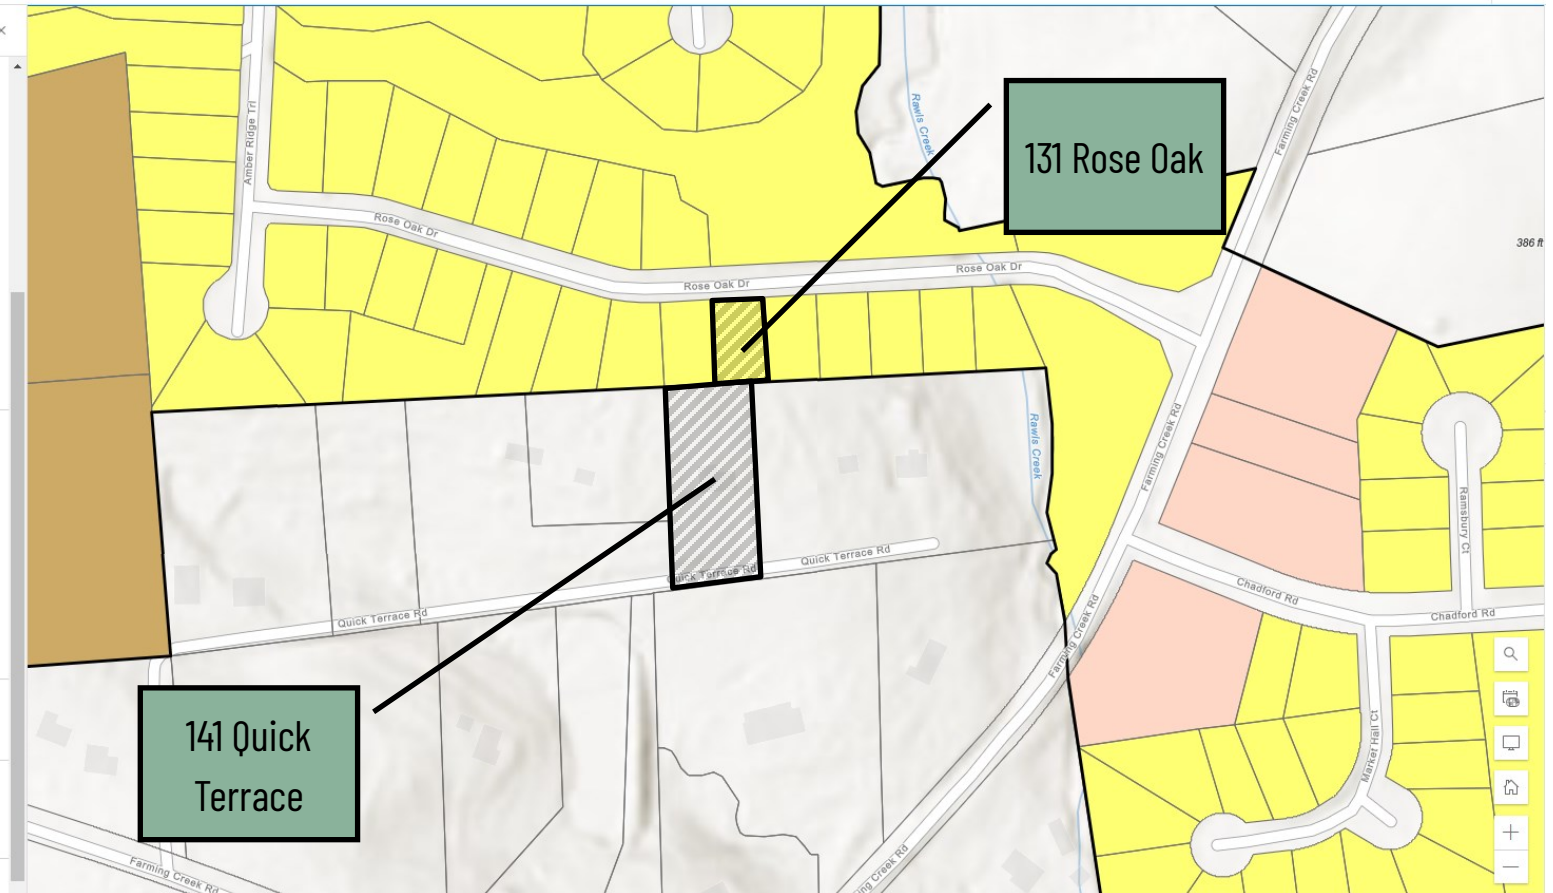 Amber Ridge Trl
Rawls Creek
Farming Creek Rd
131 Rose Oak
Rose Oak Dr
Rose Oak Dr
Rose Oak Dr
386 ft
Rawls Creek
Farming Creek Rd
Ramsbury Ct
Quick Terrace Rd
Quick Terrace Rd
Quick Terrace Rd
Chadford Rd
Chadford Rd
Farming Creek Rd
141 Quick
Terrace
Market Hall Ct
Farming Creek Rd
ing Creek Rd